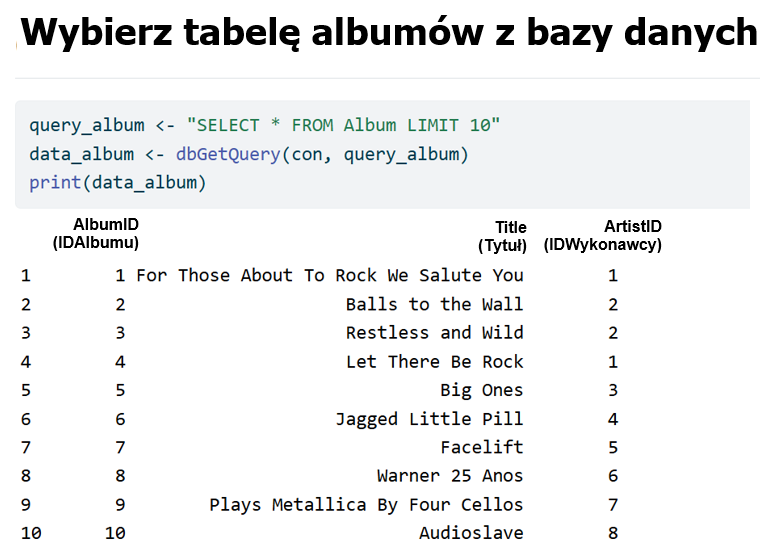 Wybierz tabelę albumów z bazy danych
query_album <- "SELECT * FROM Album LIMIT 10"
data_album <- dbGetQuery(con, query_album)
print(data_album)
AlbumID Title ArtistID
(IDAlbumu) (Tytuł) (IDWykonawcy)
1 1 For Those About To Rock We Salute You 1
2 2 Balls to the Wall 2
3 3 Restless and Wild 2
4 4 Let There Be Rock 1
5 5 Big Ones 3
6 6 Jagged Little Pill 4
7 7 Facelift 5
8 8 Warner 25 Anos 6
9 9 Plays Metallica By Four Cellos 7
10 10 Audioslave 8